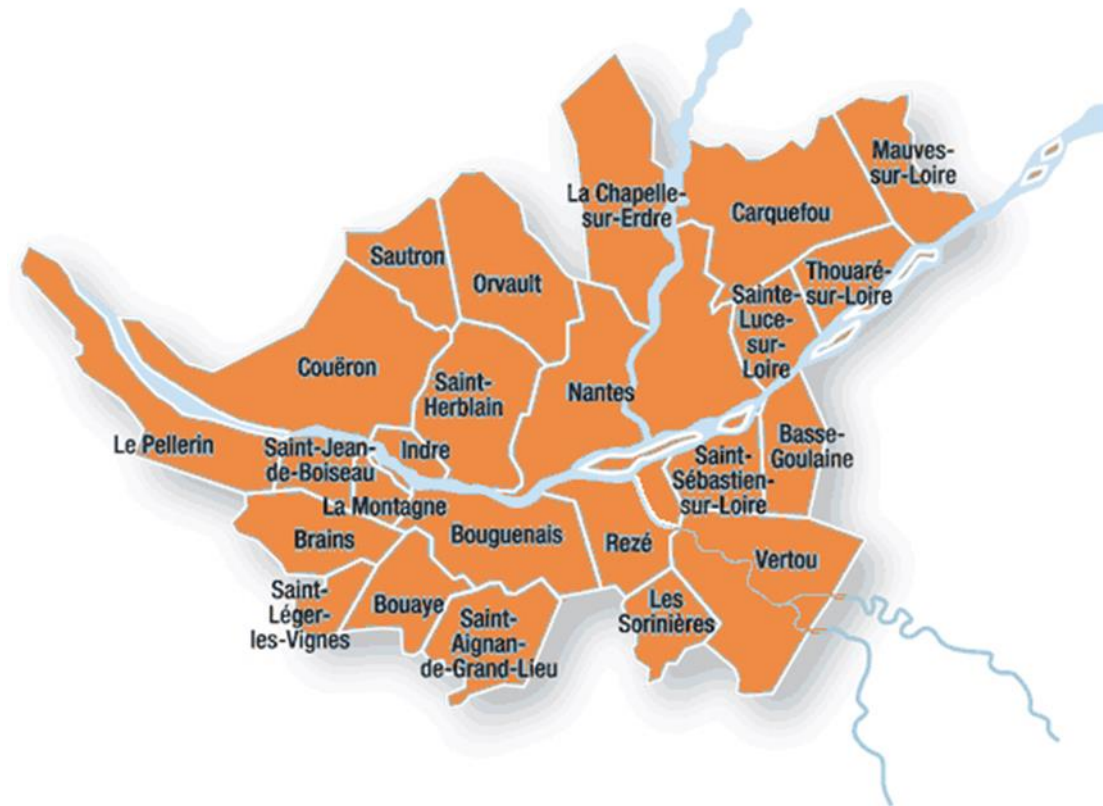 Mauves-
sur-Loire
La Chapelle-
sur-Erdre
Carquefou
Sautron
Orvault
Thouaré-
sur-Loire
Sainte-
Luce-
sur-
Loire
Couëron
Saint-
Herblain
Nantes
Le Pellerin
Saint-Jean-
de-Boiseau
Indre
Basse-
Goulaine
Saint-
Sébastien-
sur-Loire
La Montagne
Brains
Bouguenais
Rezé
Vertou
Saint-
Léger-
les-Vignes
Bouaye
Saint-
Aignan-
de-Grand-Lieu
Les
Sorinières